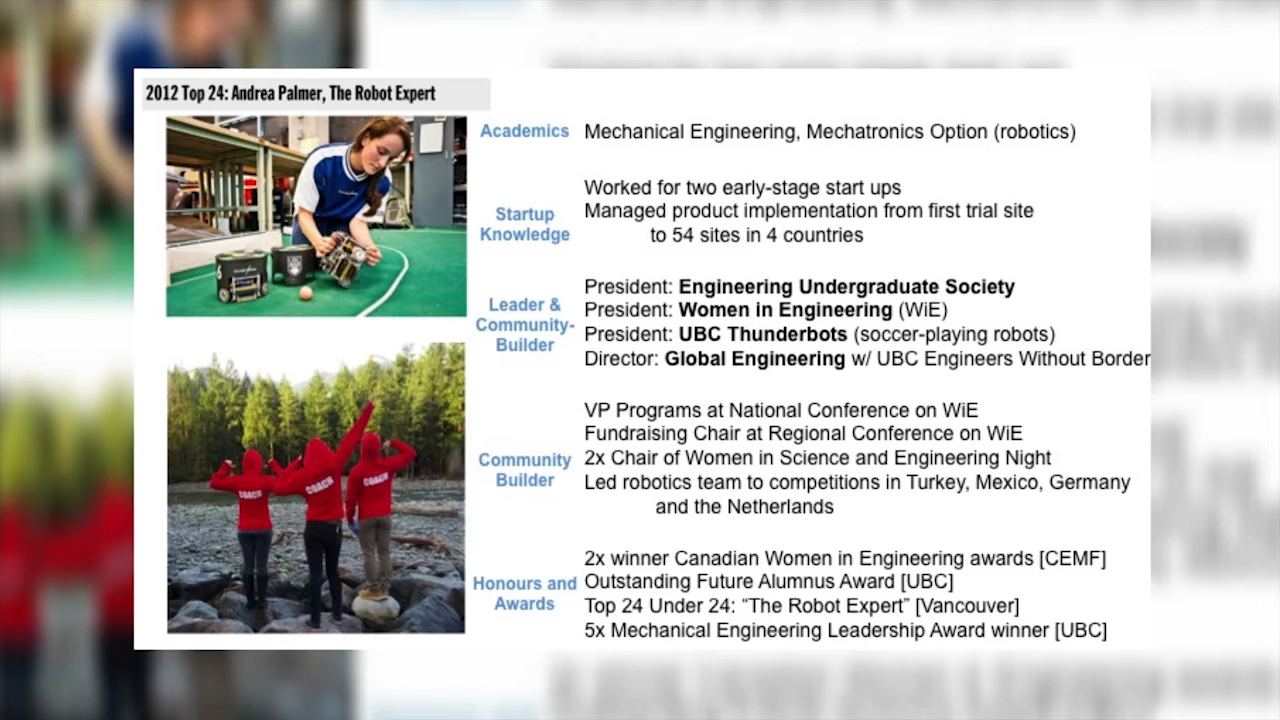 2012 Top 24: Andrea Palmer, The Robot Expert
Academics
Mechanical Engineering, Mechatronics Option (robotics)
Startup
Knowledge
Worked for two early-stage start ups
Managed product implementation from first trial site
to 54 sites in 4 countries
Leader &
Community-
Builder
President: Engineering Undergraduate Society
President: Women in Engineering (WiE)
President: UBC Thunderbots (soccer-playing robots)
Director: Global Engineering w/ UBC Engineers Without Border
Community
Builder
VP Programs at National Conference on WiE
Fundraising Chair at Regional Conference on WiE
2x Chair of Women in Science and Engineering Night
Led robotics team to competitions in Turkey, Mexico, Germany
and the Netherlands
Honours and
Awards
2x winner Canadian Women in Engineering awards [CEMF]
Outstanding Future Alumnus Award [UBC]
Top 24 Under 24: “The Robot Expert” [Vancouver]
5x Mechanical Engineering Leadership Award winner [UBC]
6
UBC
COACH
COACH
COACH